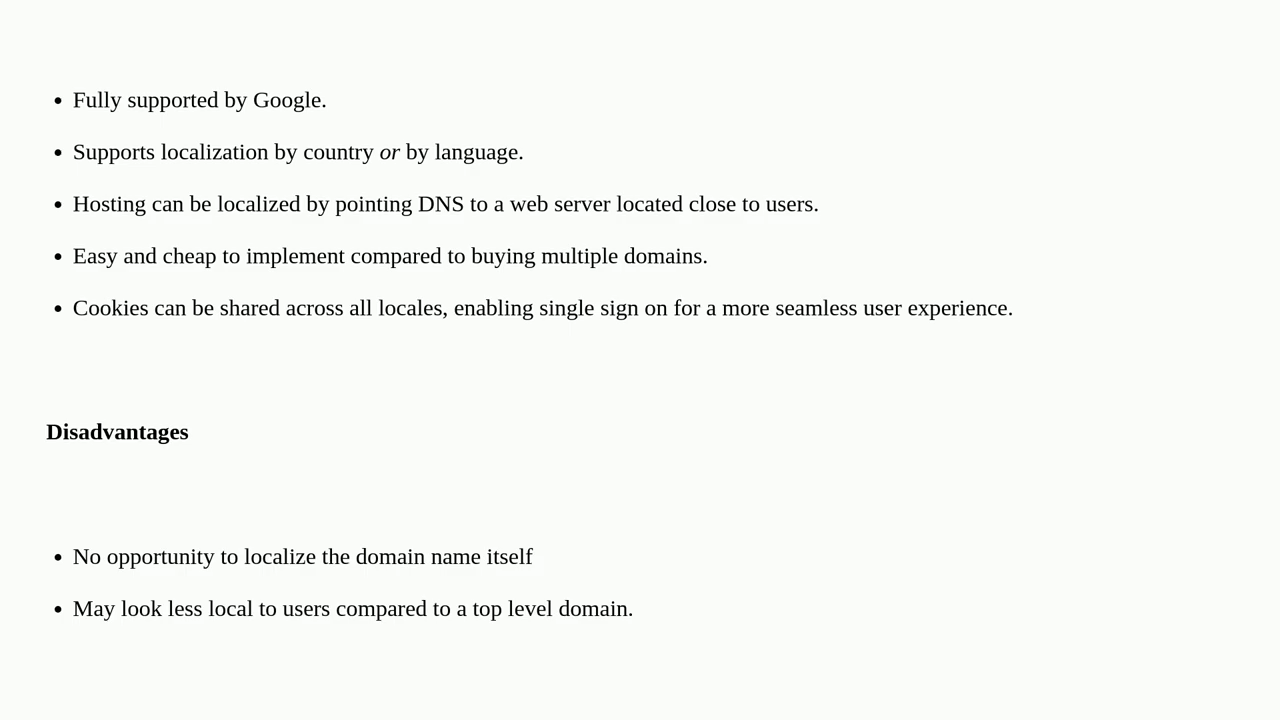 • Fully supported by Google.
• Supports localization by country or by language.
• Hosting can be localized by pointing DNS to a web server located close to users.
• Easy and cheap to implement compared to buying multiple domains.
• Cookies can be shared across all locales, enabling single sign on for a more seamless user experience.
Disadvantages
• No opportunity to localize the domain name itself
• May look less local to users compared to a top level domain.